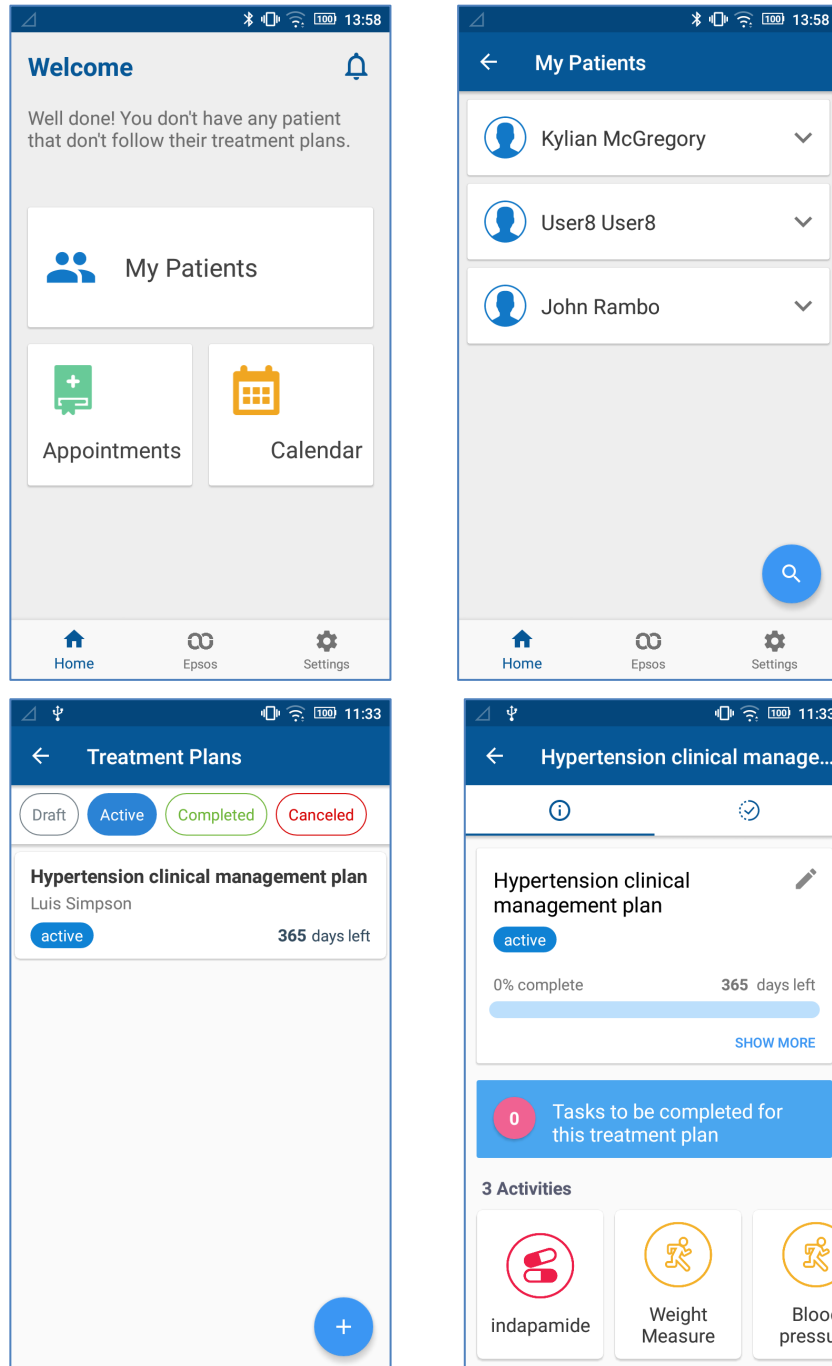 100 13:58
Welcome
Well done! You don't have any patient
that don't follow their treatment plans.
My Patients
Appointments
Calendar
Home
Epsos
Settings
100 13:58
My Patients
Kylian McGregory
User8 User8
John Rambo
Home
Epsos
Settings
100 11:33
Treatment Plans
Draft
Active
Completed
Canceled
Hypertension clinical management plan
Luis Simpson
active
365 days left
+
100 11:33
Hypertension clinical manage...
Hypertension clinical
management plan
active
0% complete
365 days left
SHOW MORE
0
Tasks to be completed for
this treatment plan
3 Activities
indapamide
Weight
Measure